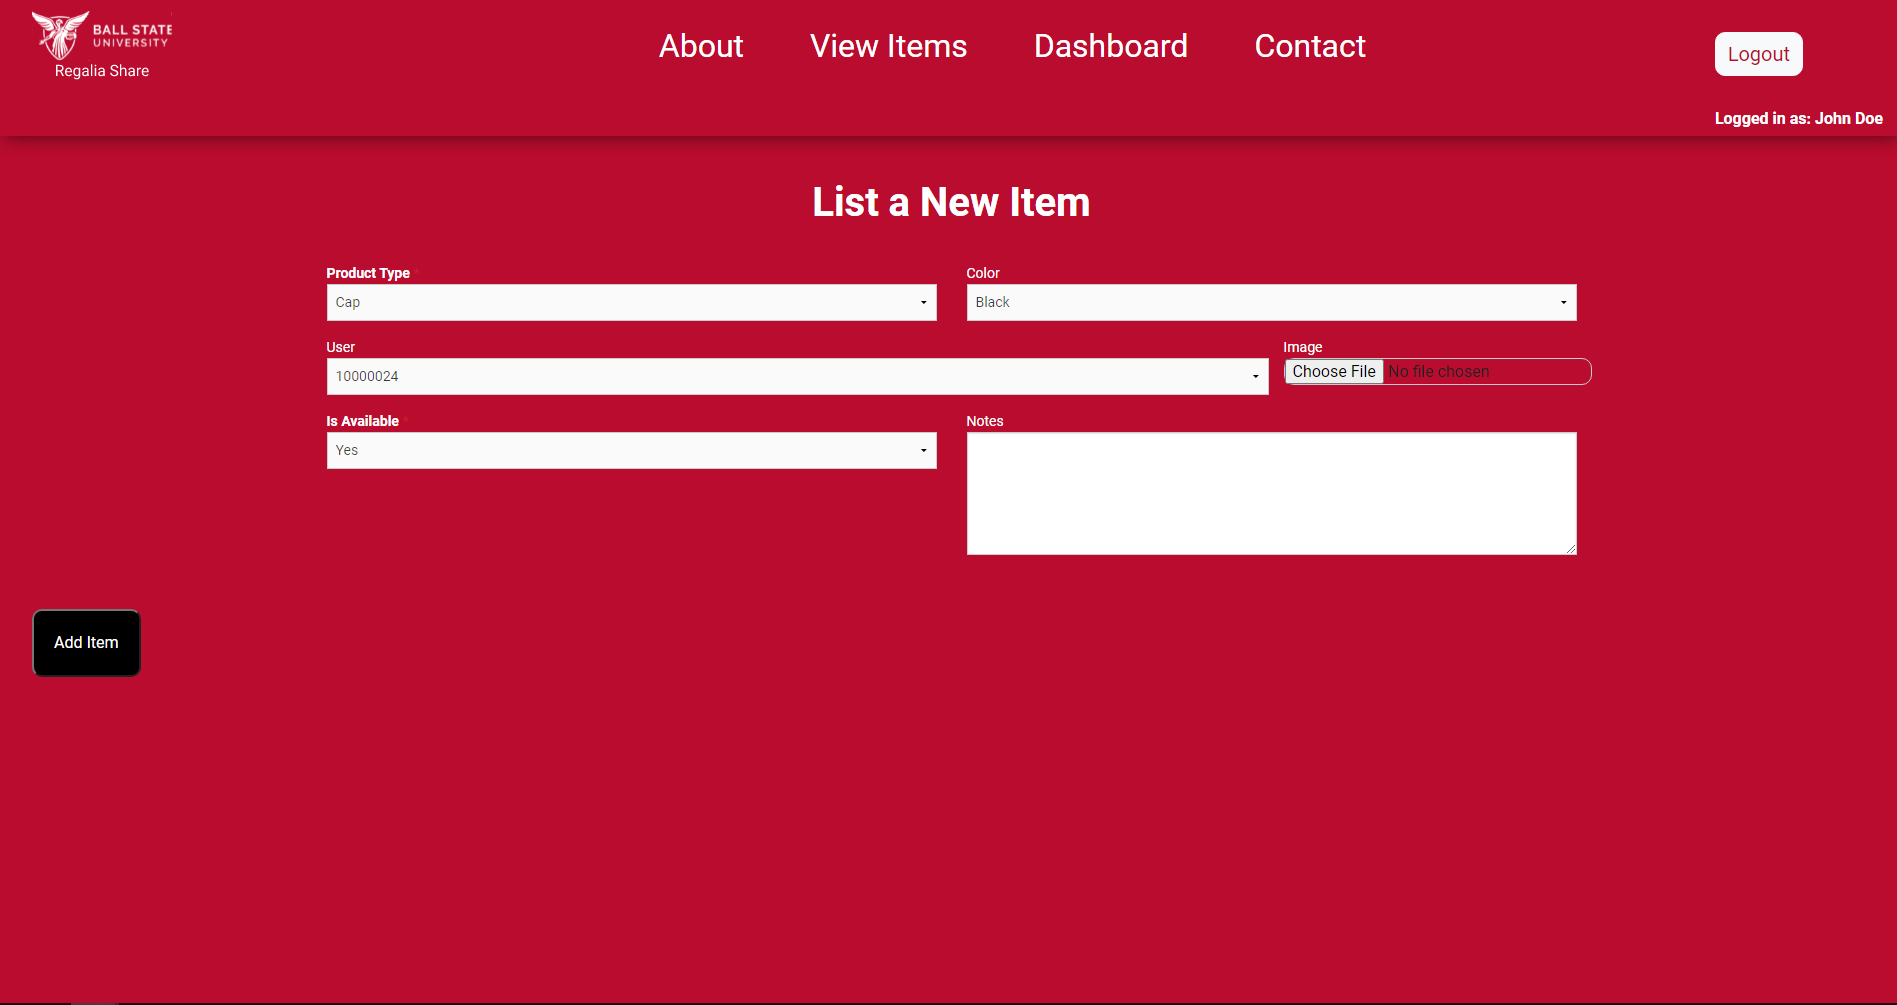 BALL STATE
UNIVERSITY
Regalia Share
About View Items Dashboard Contact
Logout
Logged in as: John Doe
List a New Item
Product Type *
Color
Cap
Black
User
Image
10000024
Choose File No file chosen
Is Available *
Notes
Yes
Add Item